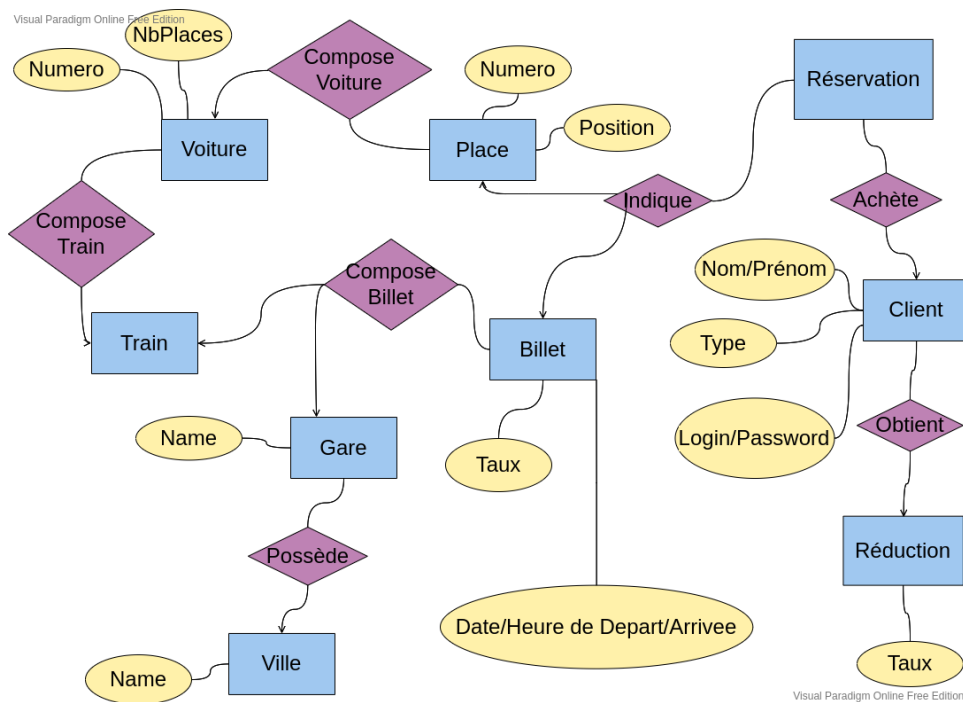 Visual Paradigm Online Free Edition
NbPlaces
Numero
Compose
Voiture
Numero
Réservation
Position
Voiture
Place
Indique
Achète
Compose
Train
Compose
Billet
Nom/Prénom
Client
Train
Billet
Type
Name
Gare
Taux
Login/Password
Obtient
Possède
Réduction
Date/Heure de Depart/Arrivee
Ville
Name
Taux
Visual Paradigm Online Free Edition